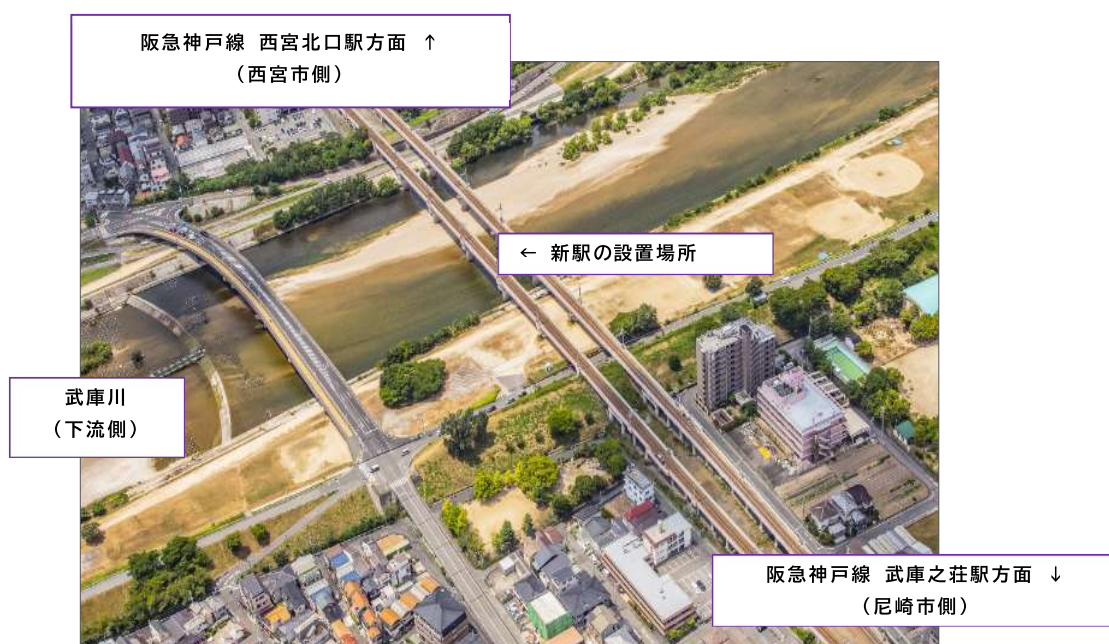 阪急神戸線 西宮北口駅方面 ↑
（西宮市側）
← 新駅の設置場所
武庫川
（下流側）
阪急神戸線 武庫之荘駅方面 ↓
（尼崎市側）